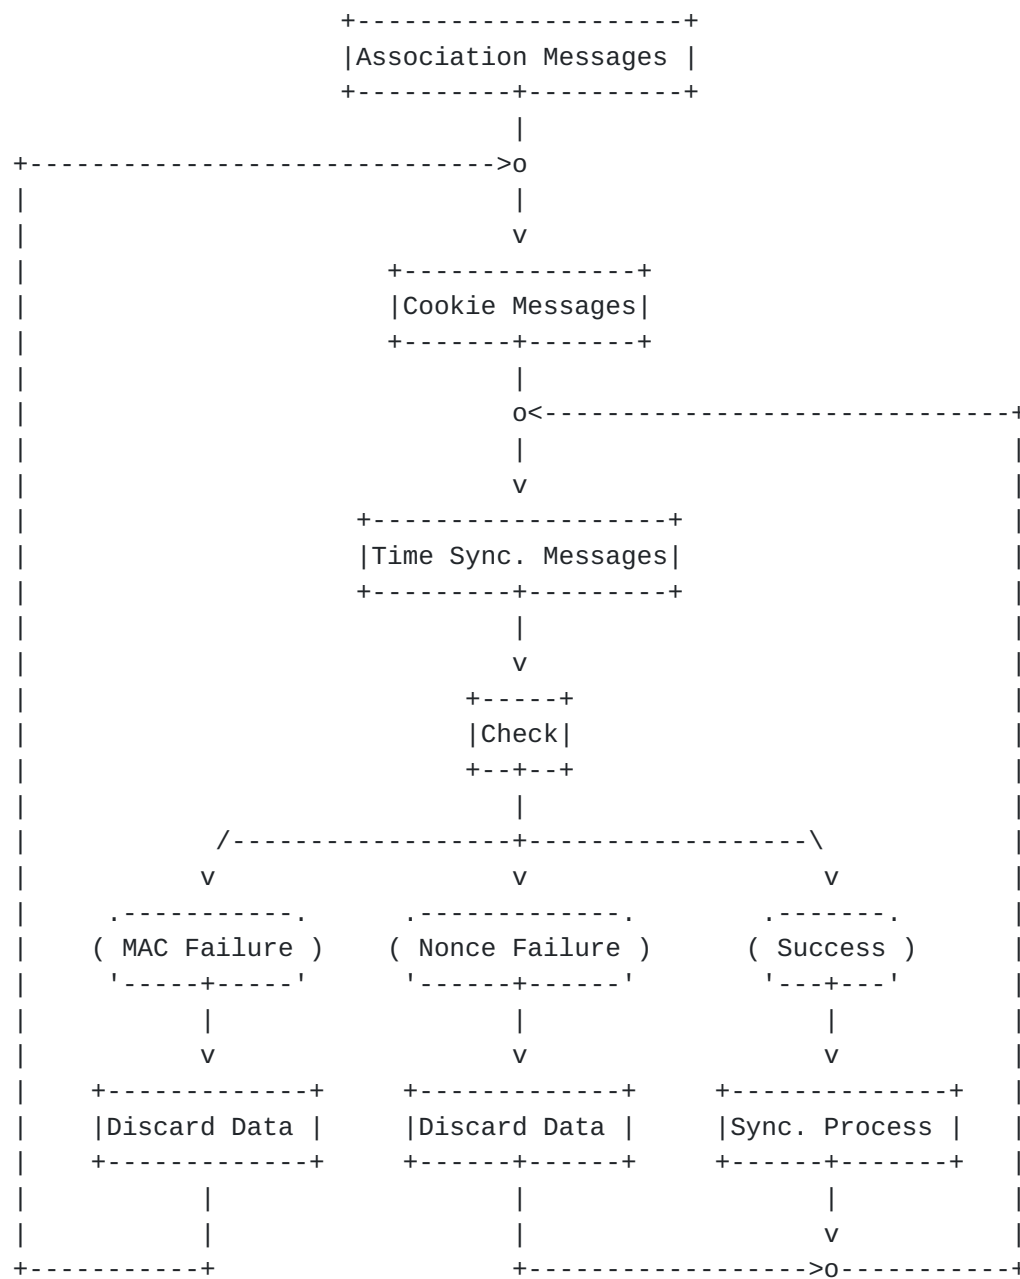 Association Messages
Cookie Messages
Time Sync. Messages
Check
( MAC Failure ) ( Nonce Failure ) ( Success )
Discard Data Discard Data Sync. Process